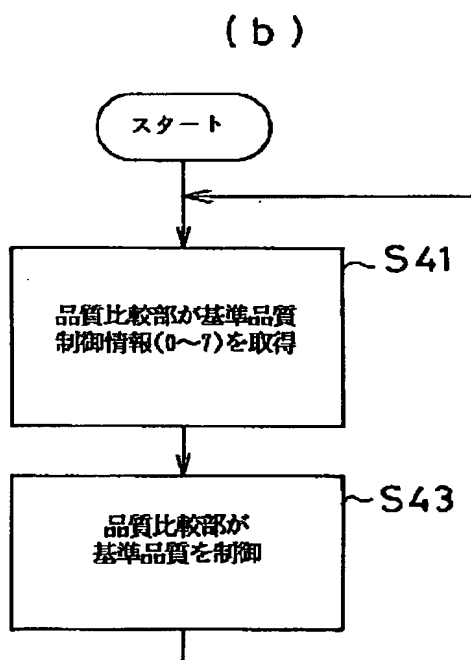 (b)
スタート
S41
品質比較部が基準品質
制御情報(0〜7)を取得
S43
品質比較部が
基準品質を制御